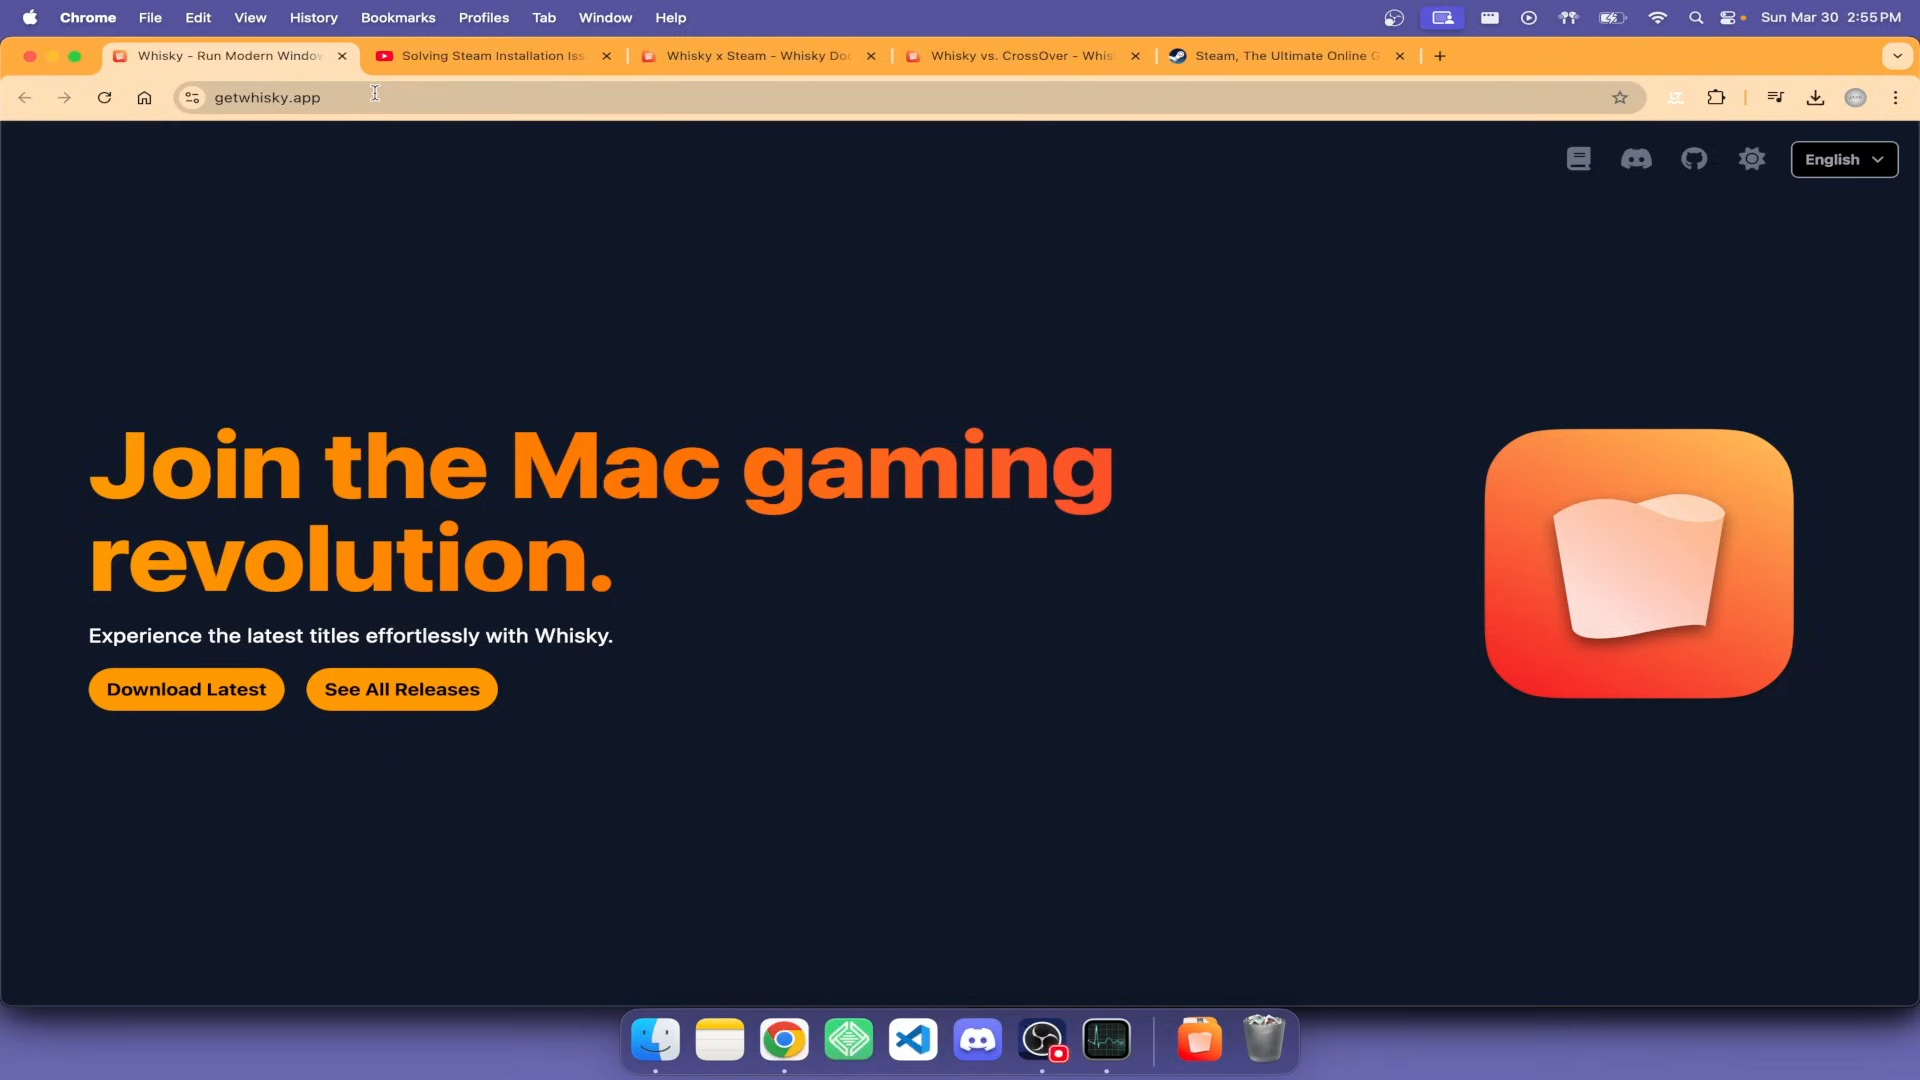 Chrome File Edit View History Bookmarks Profiles Tab Window Help Sun Mar 30 2:55 PM
Whisky - Run Modern Window Solving Steam Installation Iss Whisky x Steam - Whisky Doc Whisky vs. CrossOver - Whis Steam, The Ultimate Online G
getwhisky.app
English
Join the Mac gaming
revolution.
Experience the latest titles effortlessly with Whisky.
Download Latest See All Releases